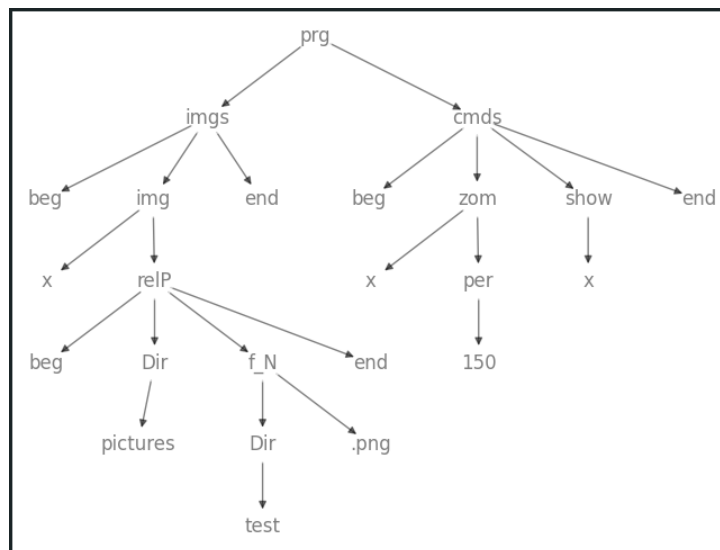 prg
imgs cmds
beg img end beg zom show end
x relP x per x
beg Dir f_N end 150
pictures Dir .png
test